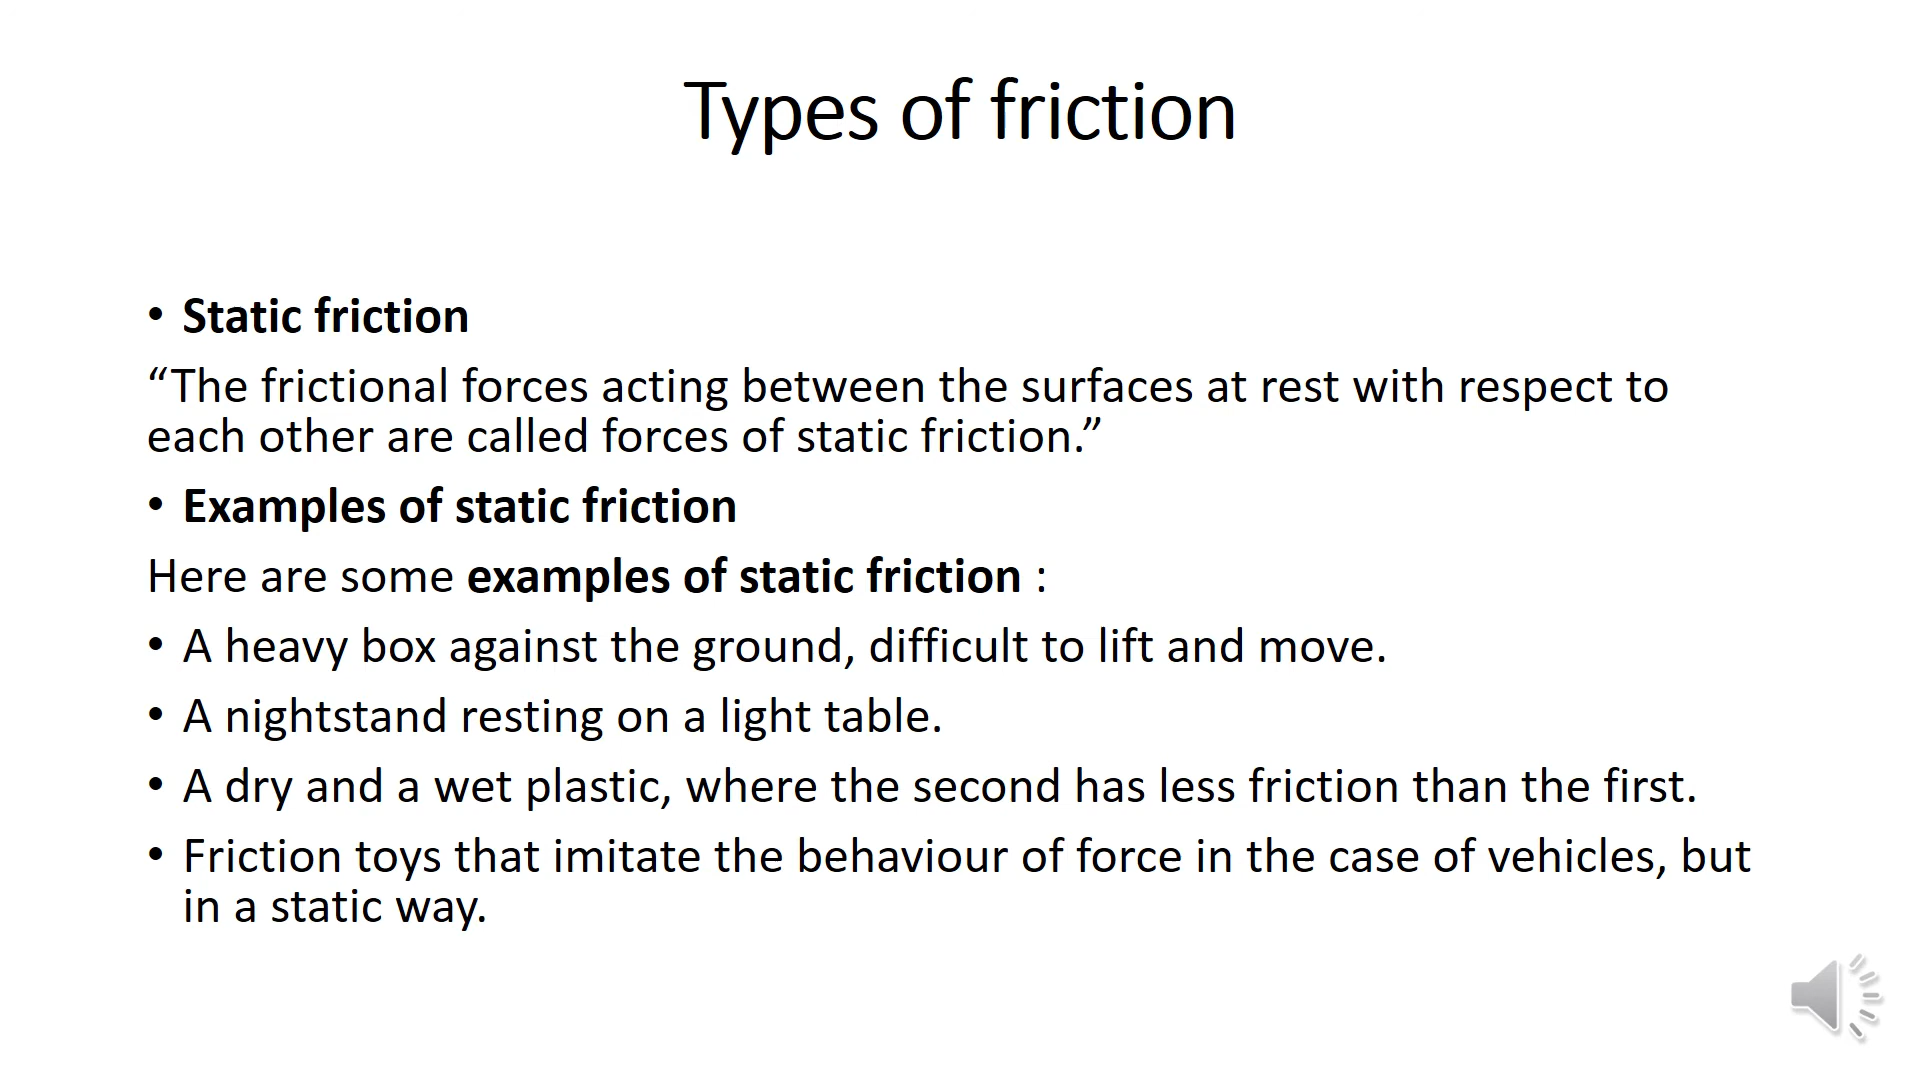 Types of friction
• Static friction
“The frictional forces acting between the surfaces at rest with respect to
each other are called forces of static friction.”
• Examples of static friction
Here are some examples of static friction :
• A heavy box against the ground, difficult to lift and move.
• A nightstand resting on a light table.
• A dry and a wet plastic, where the second has less friction than the first.
• Friction toys that imitate the behaviour of force in the case of vehicles, but
in a static way.